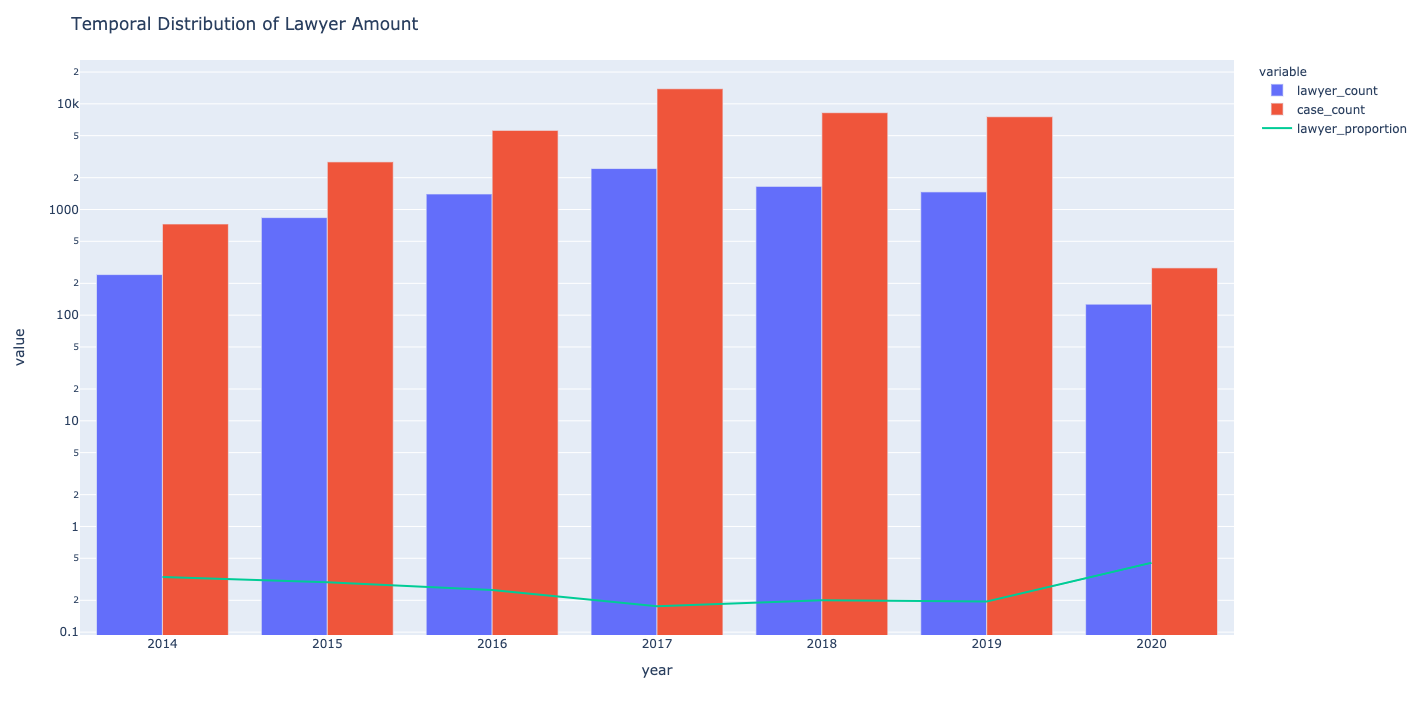 Temporal Distribution of Lawyer Amount
variable
lawyer_count
case_count
lawyer_proportion
value
2
10k
5
2
1000
5
2
100
5
2
10
5
2
1
5
2
0.1
2014 2015 2016 2017 2018 2019 2020
year